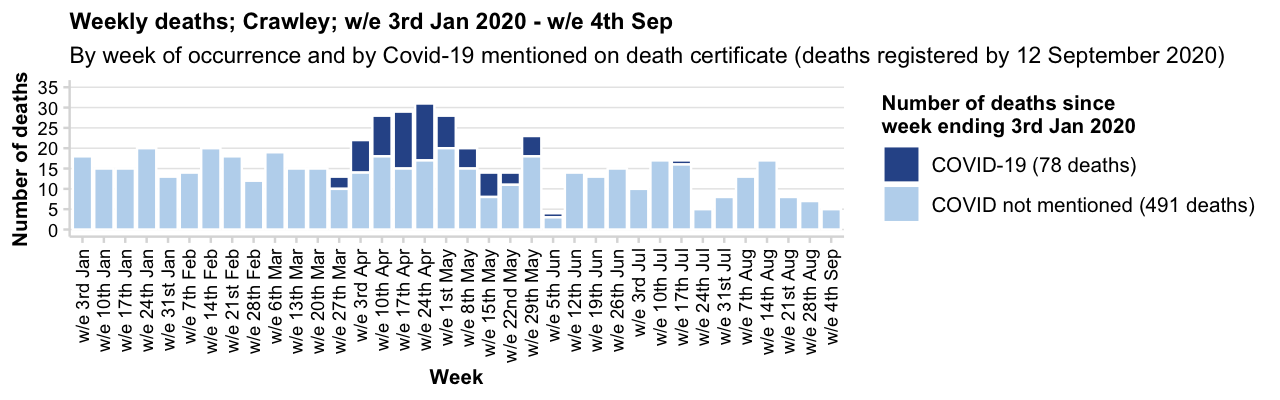 Weekly deaths; Crawley; w/e 3rd Jan 2020 - w/e 4th Sep
By week of occurrence and by Covid-19 mentioned on death certificate (deaths registered by 12 September 2020)
Number of deaths
35
30
25
20
15
10
5
0
w/e 3rd Jan
w/e 10th Jan
w/e 17th Jan
w/e 24th Jan
w/e 31st Jan
w/e 7th Feb
w/e 14th Feb
w/e 21st Feb
w/e 28th Feb
w/e 6th Mar
w/e 13th Mar
w/e 20th Mar
w/e 27th Mar
w/e 3rd Apr
w/e 10th Apr
w/e 17th Apr
w/e 24th Apr
w/e 1st May
w/e 8th May
w/e 15th May
w/e 22nd May
w/e 29th May
w/e 5th Jun
w/e 12th Jun
w/e 19th Jun
w/e 26th Jun
w/e 3rd Jul
w/e 10th Jul
w/e 17th Jul
w/e 24th Jul
w/e 31st Jul
w/e 7th Aug
w/e 14th Aug
w/e 21st Aug
w/e 28th Aug
w/e 4th Sep
Week
Number of deaths since
week ending 3rd Jan 2020
COVID-19 (78 deaths)
COVID not mentioned (491 deaths)